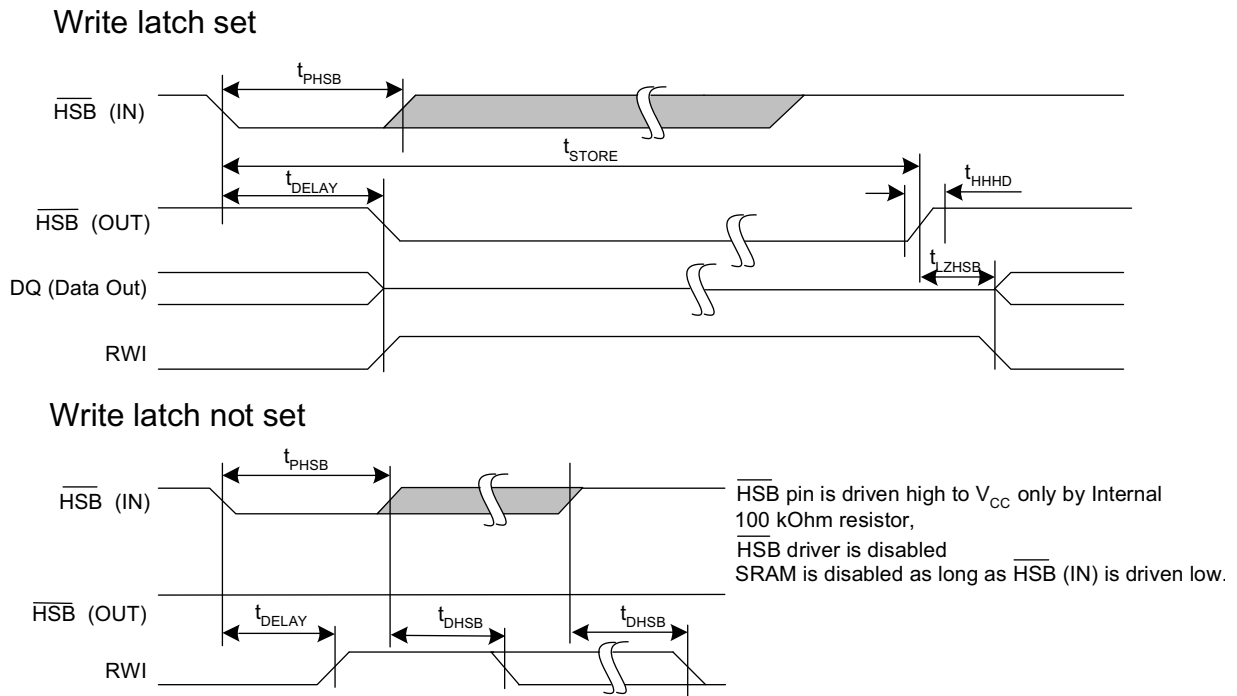 Write latch set
tPHSB
HSB (IN)
tSTORE
tDELAY
tHHHD
HSB (OUT)
tLZHSB
DQ (Data Out)
RWI
Write latch not set
tPHSB
HSB (IN)
HSB pin is driven high to VCC only by Internal
100 kOhm resistor,
HSB driver is disabled
SRAM is disabled as long as HSB (IN) is driven low.
HSB (OUT)
tDELAY
tDHSB
tDHSB
RWI